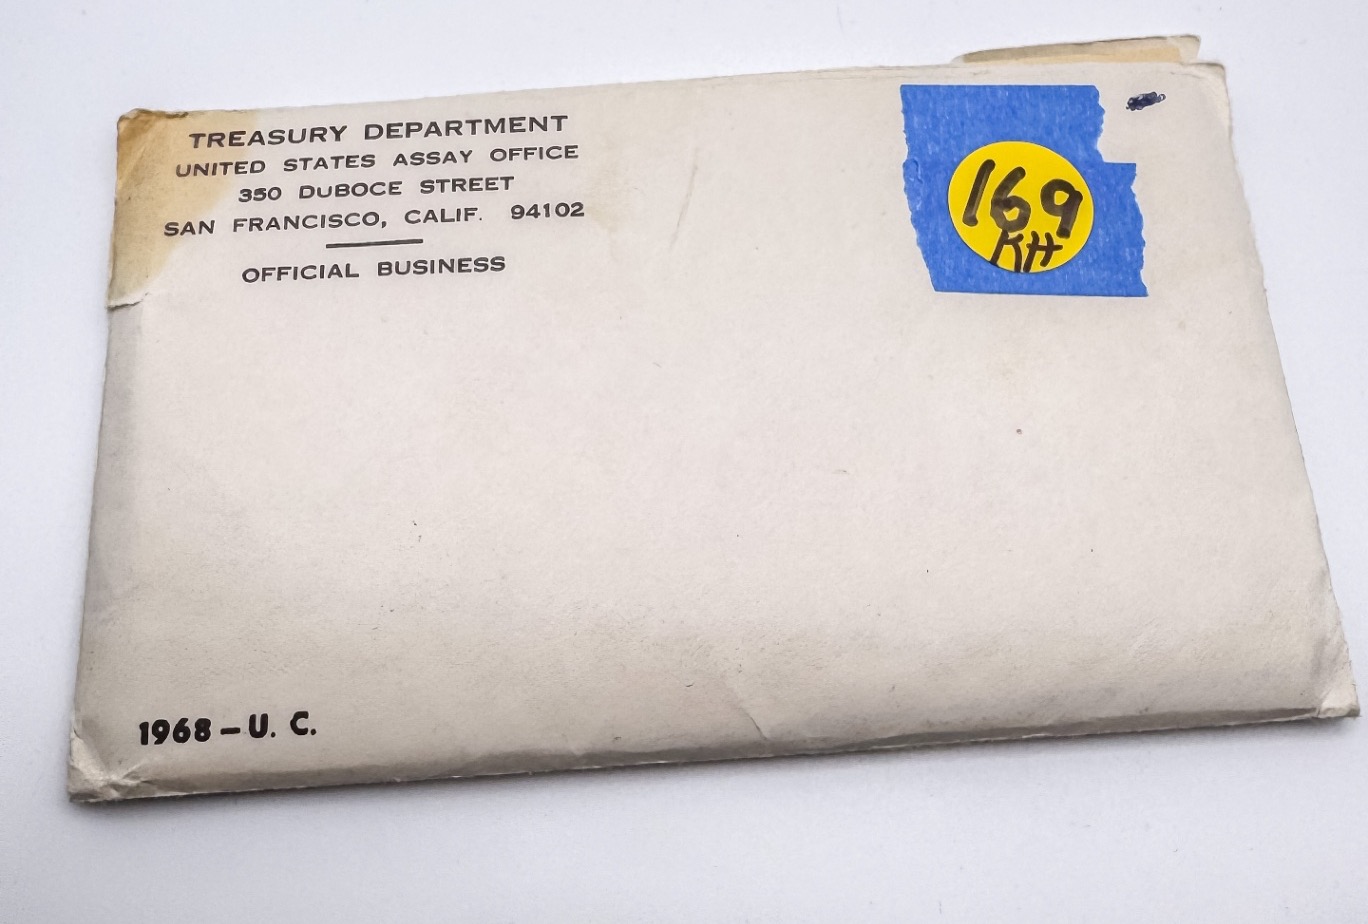 TREASURY DEPARTMENT
UNITED STATES ASSAY OFFICE
350 DUBOCE STREET
SAN FRANCISCO, CALIF. 94102
OFFICIAL BUSINESS
169
KH
1968 – U. C.